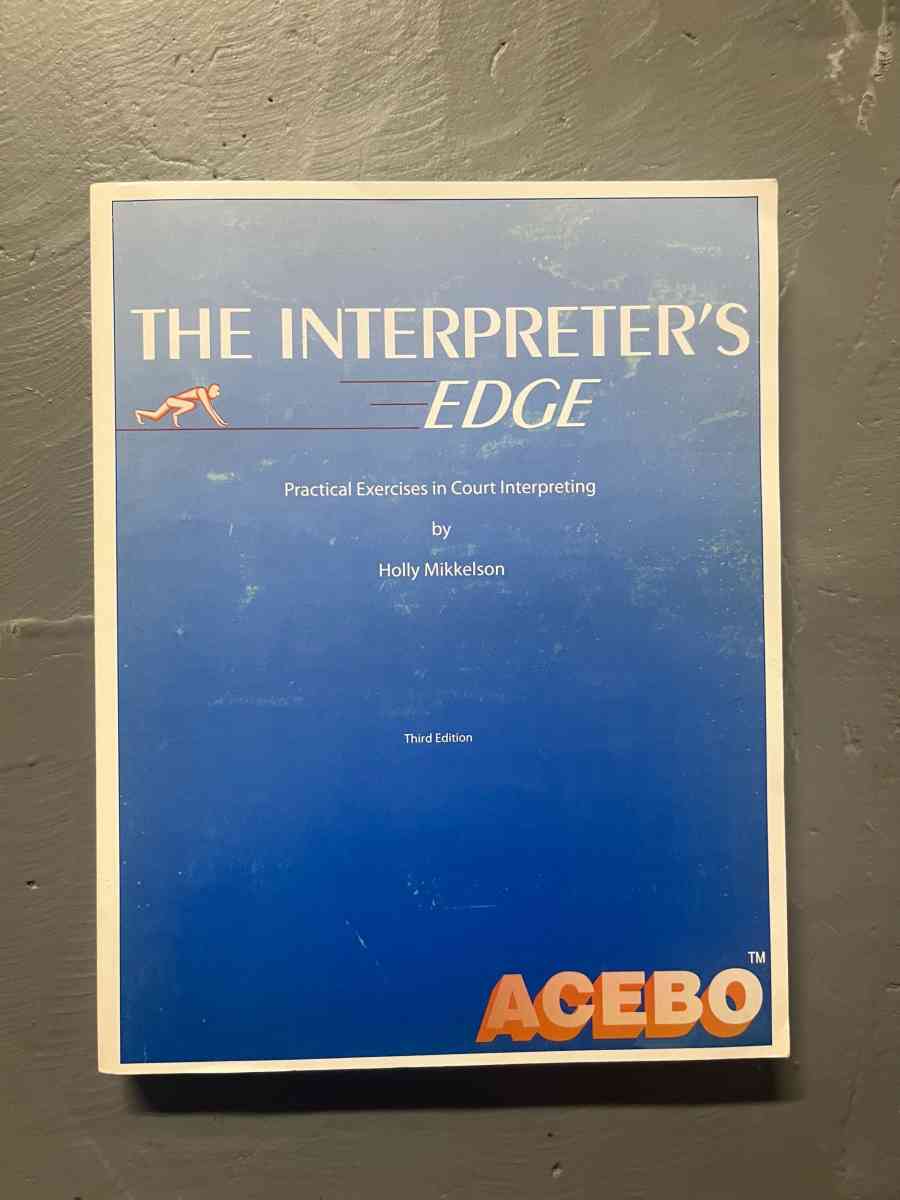 THE INTERPRETER'S
EDGE
Practical Exercises in Court Interpreting
by
Holly Mikkelson
Third Edition
ACEBO™